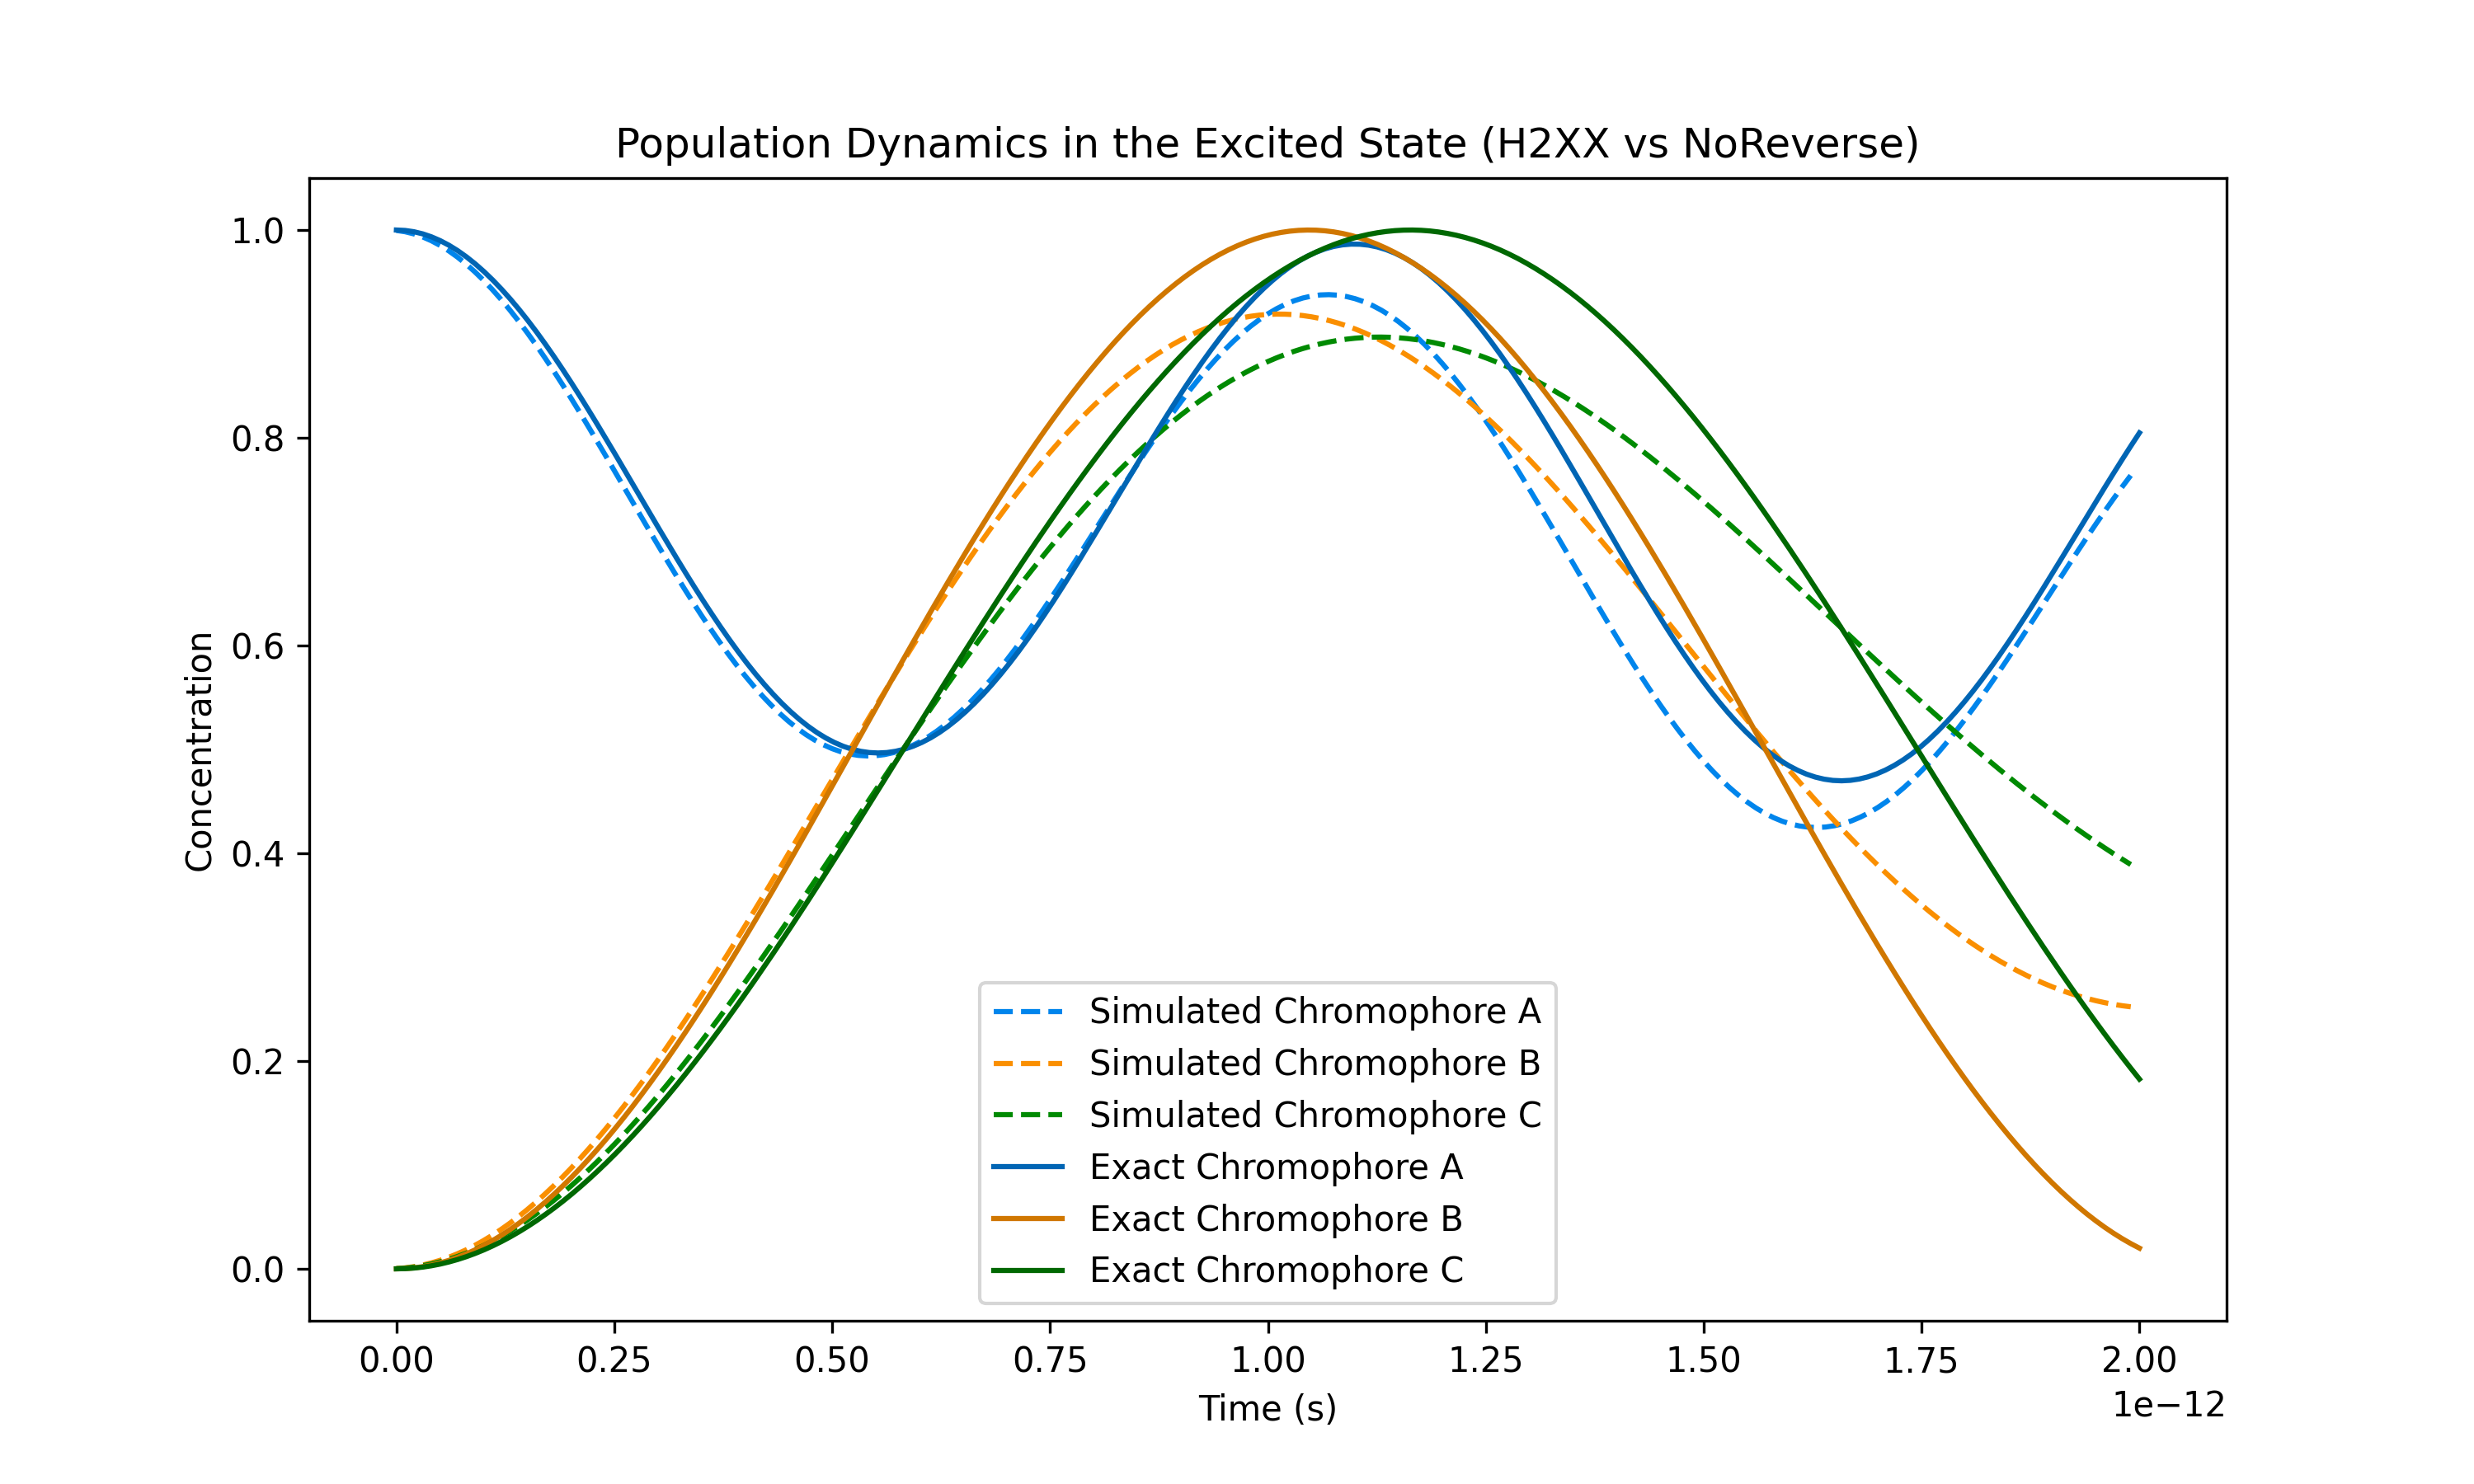 Population Dynamics in the Excited State (H2XX vs NoReverse)
1.0
0.8
0.6
0.4
0.2
0.0
Concentration
Simulated Chromophore A
Simulated Chromophore B
Simulated Chromophore C
Exact Chromophore A
Exact Chromophore B
Exact Chromophore C
0.00 0.25 0.50 0.75 1.00 1.25 1.50 1.75 2.00
Time (s)
1e−12